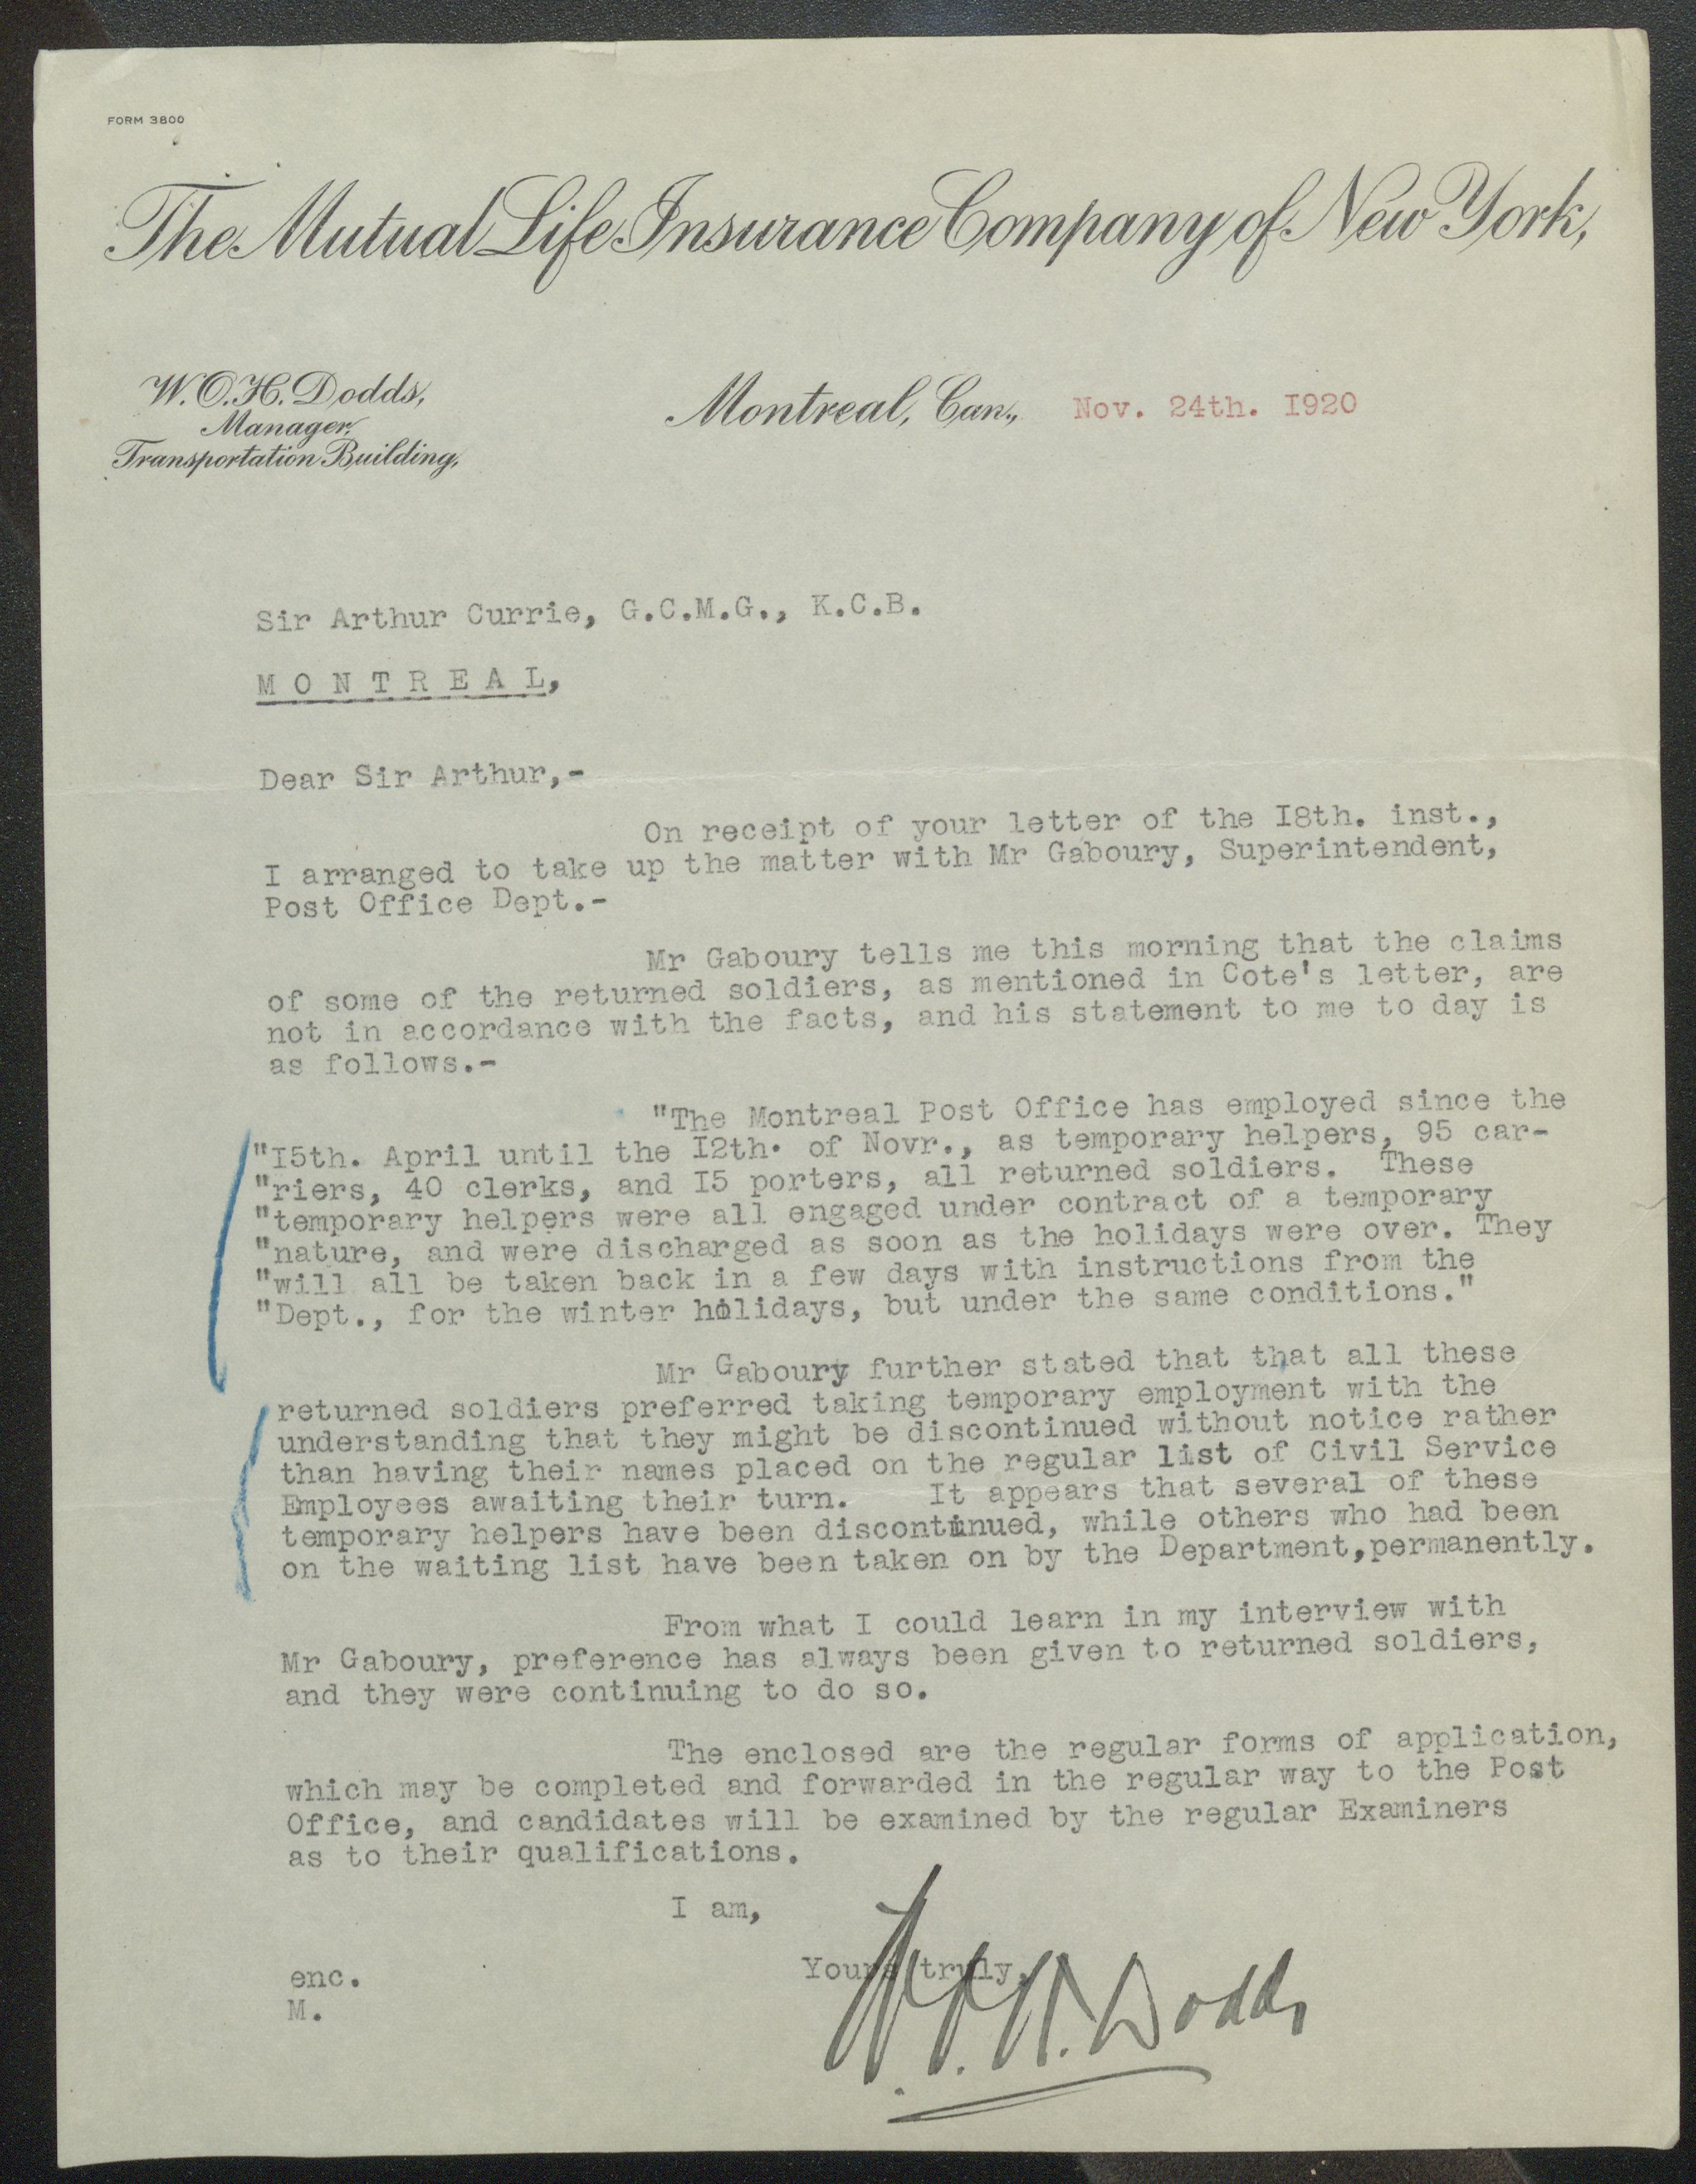 FORM 3800
The Mutual Life Insurance Company of New York,
W.O.H. Dodds,
Manager,
Transportation Building,
Montreal, Can., Nov. 24th. I920
Sir Arthur Currie, G.C.M.G., K.C.B.
M O N T R E A L,
Dear Sir Arthur,-
On receipt of your letter of the I8th. inst.,
I arranged to take up the matter with Mr Gaboury, Superintendent,
Post Office Dept.-
Mr Gaboury tells me this morning that the claims
of some of the returned soldiers, as mentioned in Cote's letter, are
not in accordance with the facts, and his statement to me to day is
as follows.-
"The Montreal Post Office has employed since the
"I5th. April until the I2th. of Novr., as temporary helpers, 95 car-
"riers, 40 clerks, and I5 porters, all returned soldiers. These
"temporary helpers were all engaged under contract of a temporary
"nature, and were discharged as soon as the holidays were over. They
"will all be taken back in a few days with instructions from the
"Dept., for the winter holidays, but under the same conditions."
Mr Gaboury further stated that that all these
returned soldiers preferred taking temporary employment with the
understanding that they might be discontinued without notice rather
than having their names placed on the regular list of Civil Service
Employees awaiting their turn. It appears that several of these
temporary helpers have been discontinued, while others who had been
on the waiting list have been taken on by the Department,permanently.
From what I could learn in my interview with
Mr Gaboury, preference has always been given to returned soldiers,
and they were continuing to do so.
The enclosed are the regular forms of application,
which may be completed and forwarded in the regular way to the Post
Office, and candidates will be examined by the regular Examiners
as to their qualifications.
I am,
Yours truly,
W.O.H. Dodds
enc.
M.